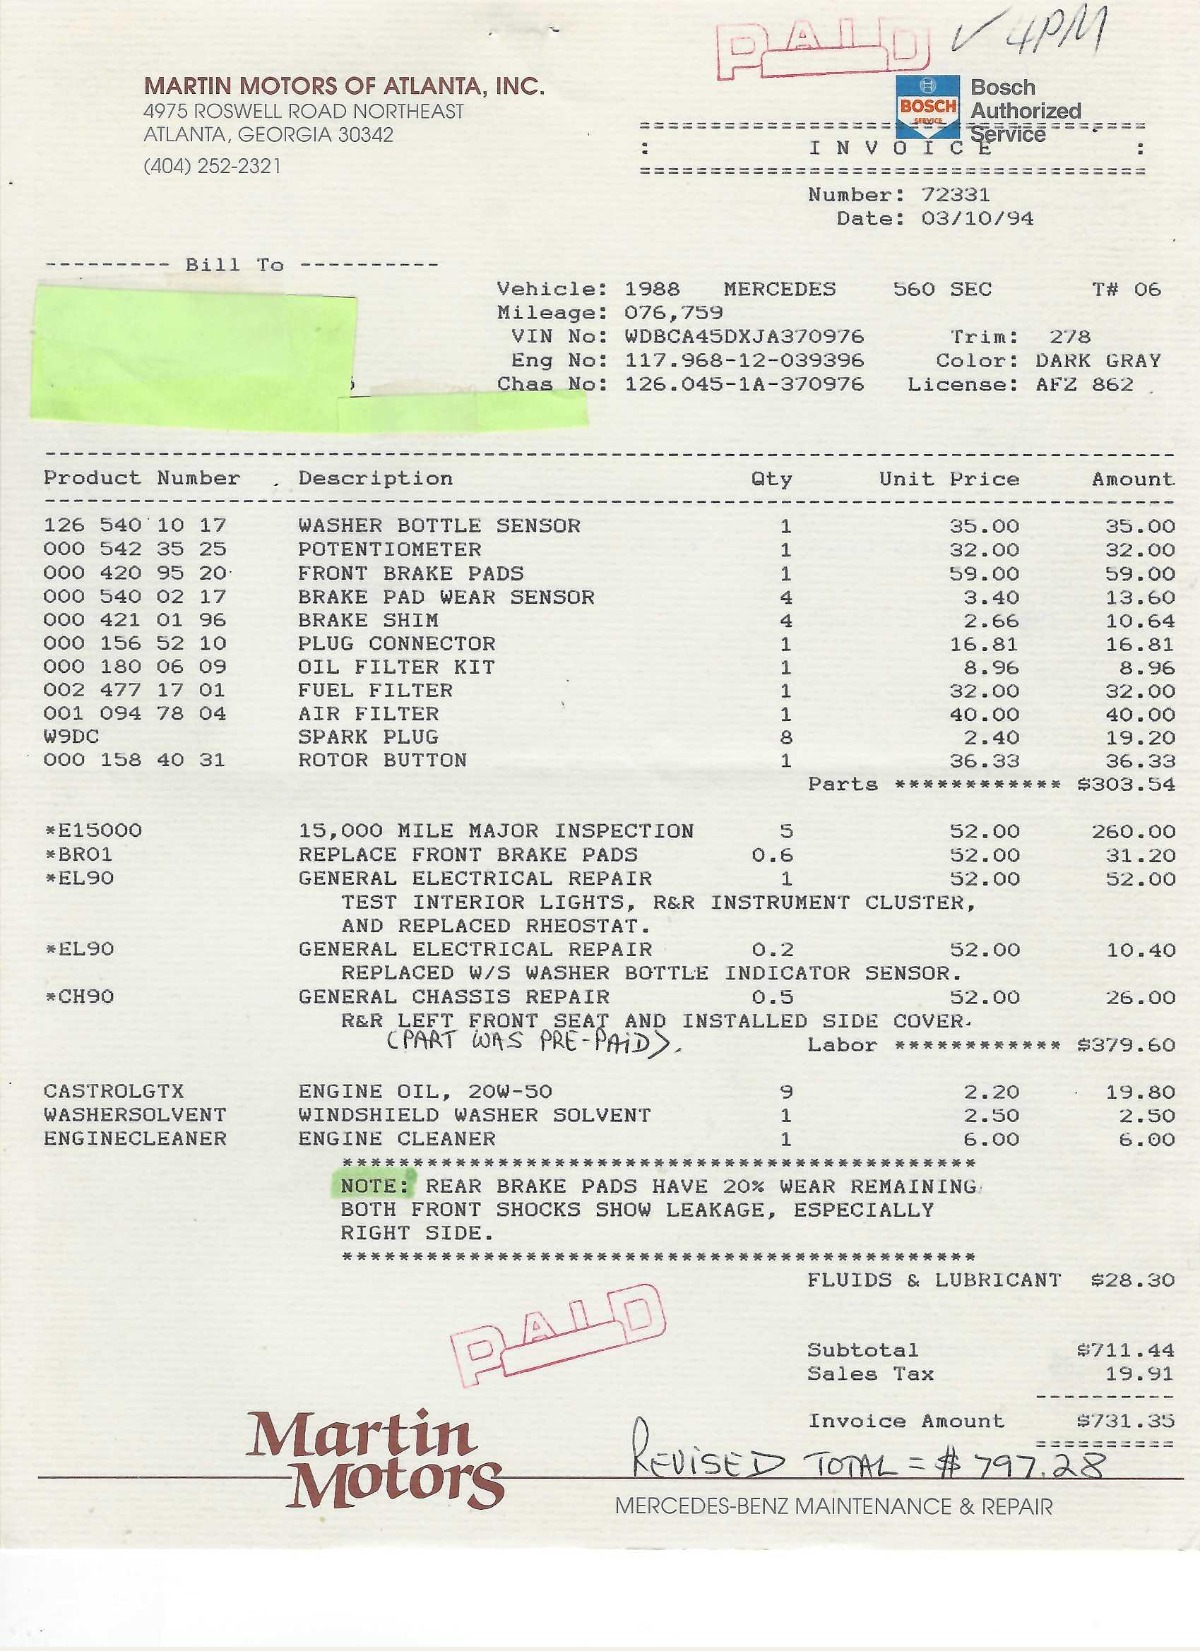 PAID ✓ 4PM
MARTIN MOTORS OF ATLANTA, INC.
4975 ROSWELL ROAD NORTHEAST
ATLANTA, GEORGIA 30342
(404) 252-2321
BOSCH
SERVICE
Bosch
Authorized
Service
====================================
: I N V O I C E :
====================================
Number: 72331
Date: 03/10/94
--------- Bill To ----------
Vehicle: 1988 MERCEDES 560 SEC T# 06
Mileage: 076,759
VIN No: WDBCA45DXJA370976 Trim: 278
Eng No: 117.968-12-039396 Color: DARK GRAY
Chas No: 126.045-1A-370976 License: AFZ 862
--------------------------------------------------------------------------------
Product Number Description Qty Unit Price Amount
--------------------------------------------------------------------------------
126 540 10 17 WASHER BOTTLE SENSOR 1 35.00 35.00
000 542 35 25 POTENTIOMETER 1 32.00 32.00
000 420 95 20 FRONT BRAKE PADS 1 59.00 59.00
000 540 02 17 BRAKE PAD WEAR SENSOR 4 3.40 13.60
000 421 01 96 BRAKE SHIM 4 2.66 10.64
000 156 52 10 PLUG CONNECTOR 1 16.81 16.81
000 180 06 09 OIL FILTER KIT 1 8.96 8.96
002 477 17 01 FUEL FILTER 1 32.00 32.00
001 094 78 04 AIR FILTER 1 40.00 40.00
W9DC SPARK PLUG 8 2.40 19.20
000 158 40 31 ROTOR BUTTON 1 36.33 36.33
Parts ************ $303.54
*E15000 15,000 MILE MAJOR INSPECTION 5 52.00 260.00
*BR01 REPLACE FRONT BRAKE PADS 0.6 52.00 31.20
*EL90 GENERAL ELECTRICAL REPAIR 1 52.00 52.00
TEST INTERIOR LIGHTS, R&R INSTRUMENT CLUSTER,
AND REPLACED RHEOSTAT.
*EL90 GENERAL ELECTRICAL REPAIR 0.2 52.00 10.40
REPLACED W/S WASHER BOTTLE INDICATOR SENSOR.
*CH90 GENERAL CHASSIS REPAIR 0.5 52.00 26.00
R&R LEFT FRONT SEAT AND INSTALLED SIDE COVER.
(PART WAS PRE-PAID). Labor ************ $379.60
CASTROLGTX ENGINE OIL, 20W-50 9 2.20 19.80
WASHERSOLVENT WINDSHIELD WASHER SOLVENT 1 2.50 2.50
ENGINECLEANER ENGINE CLEANER 1 6.00 6.00
*********************************************
NOTE: REAR BRAKE PADS HAVE 20% WEAR REMAINING
BOTH FRONT SHOCKS SHOW LEAKAGE, ESPECIALLY
RIGHT SIDE.
*********************************************
FLUIDS & LUBRICANT $28.30
PAID
Subtotal $711.44
Sales Tax 19.91
----------
Invoice Amount $731.35
==========
Martin
Motors
REVISED TOTAL = $797.28
MERCEDES-BENZ MAINTENANCE & REPAIR